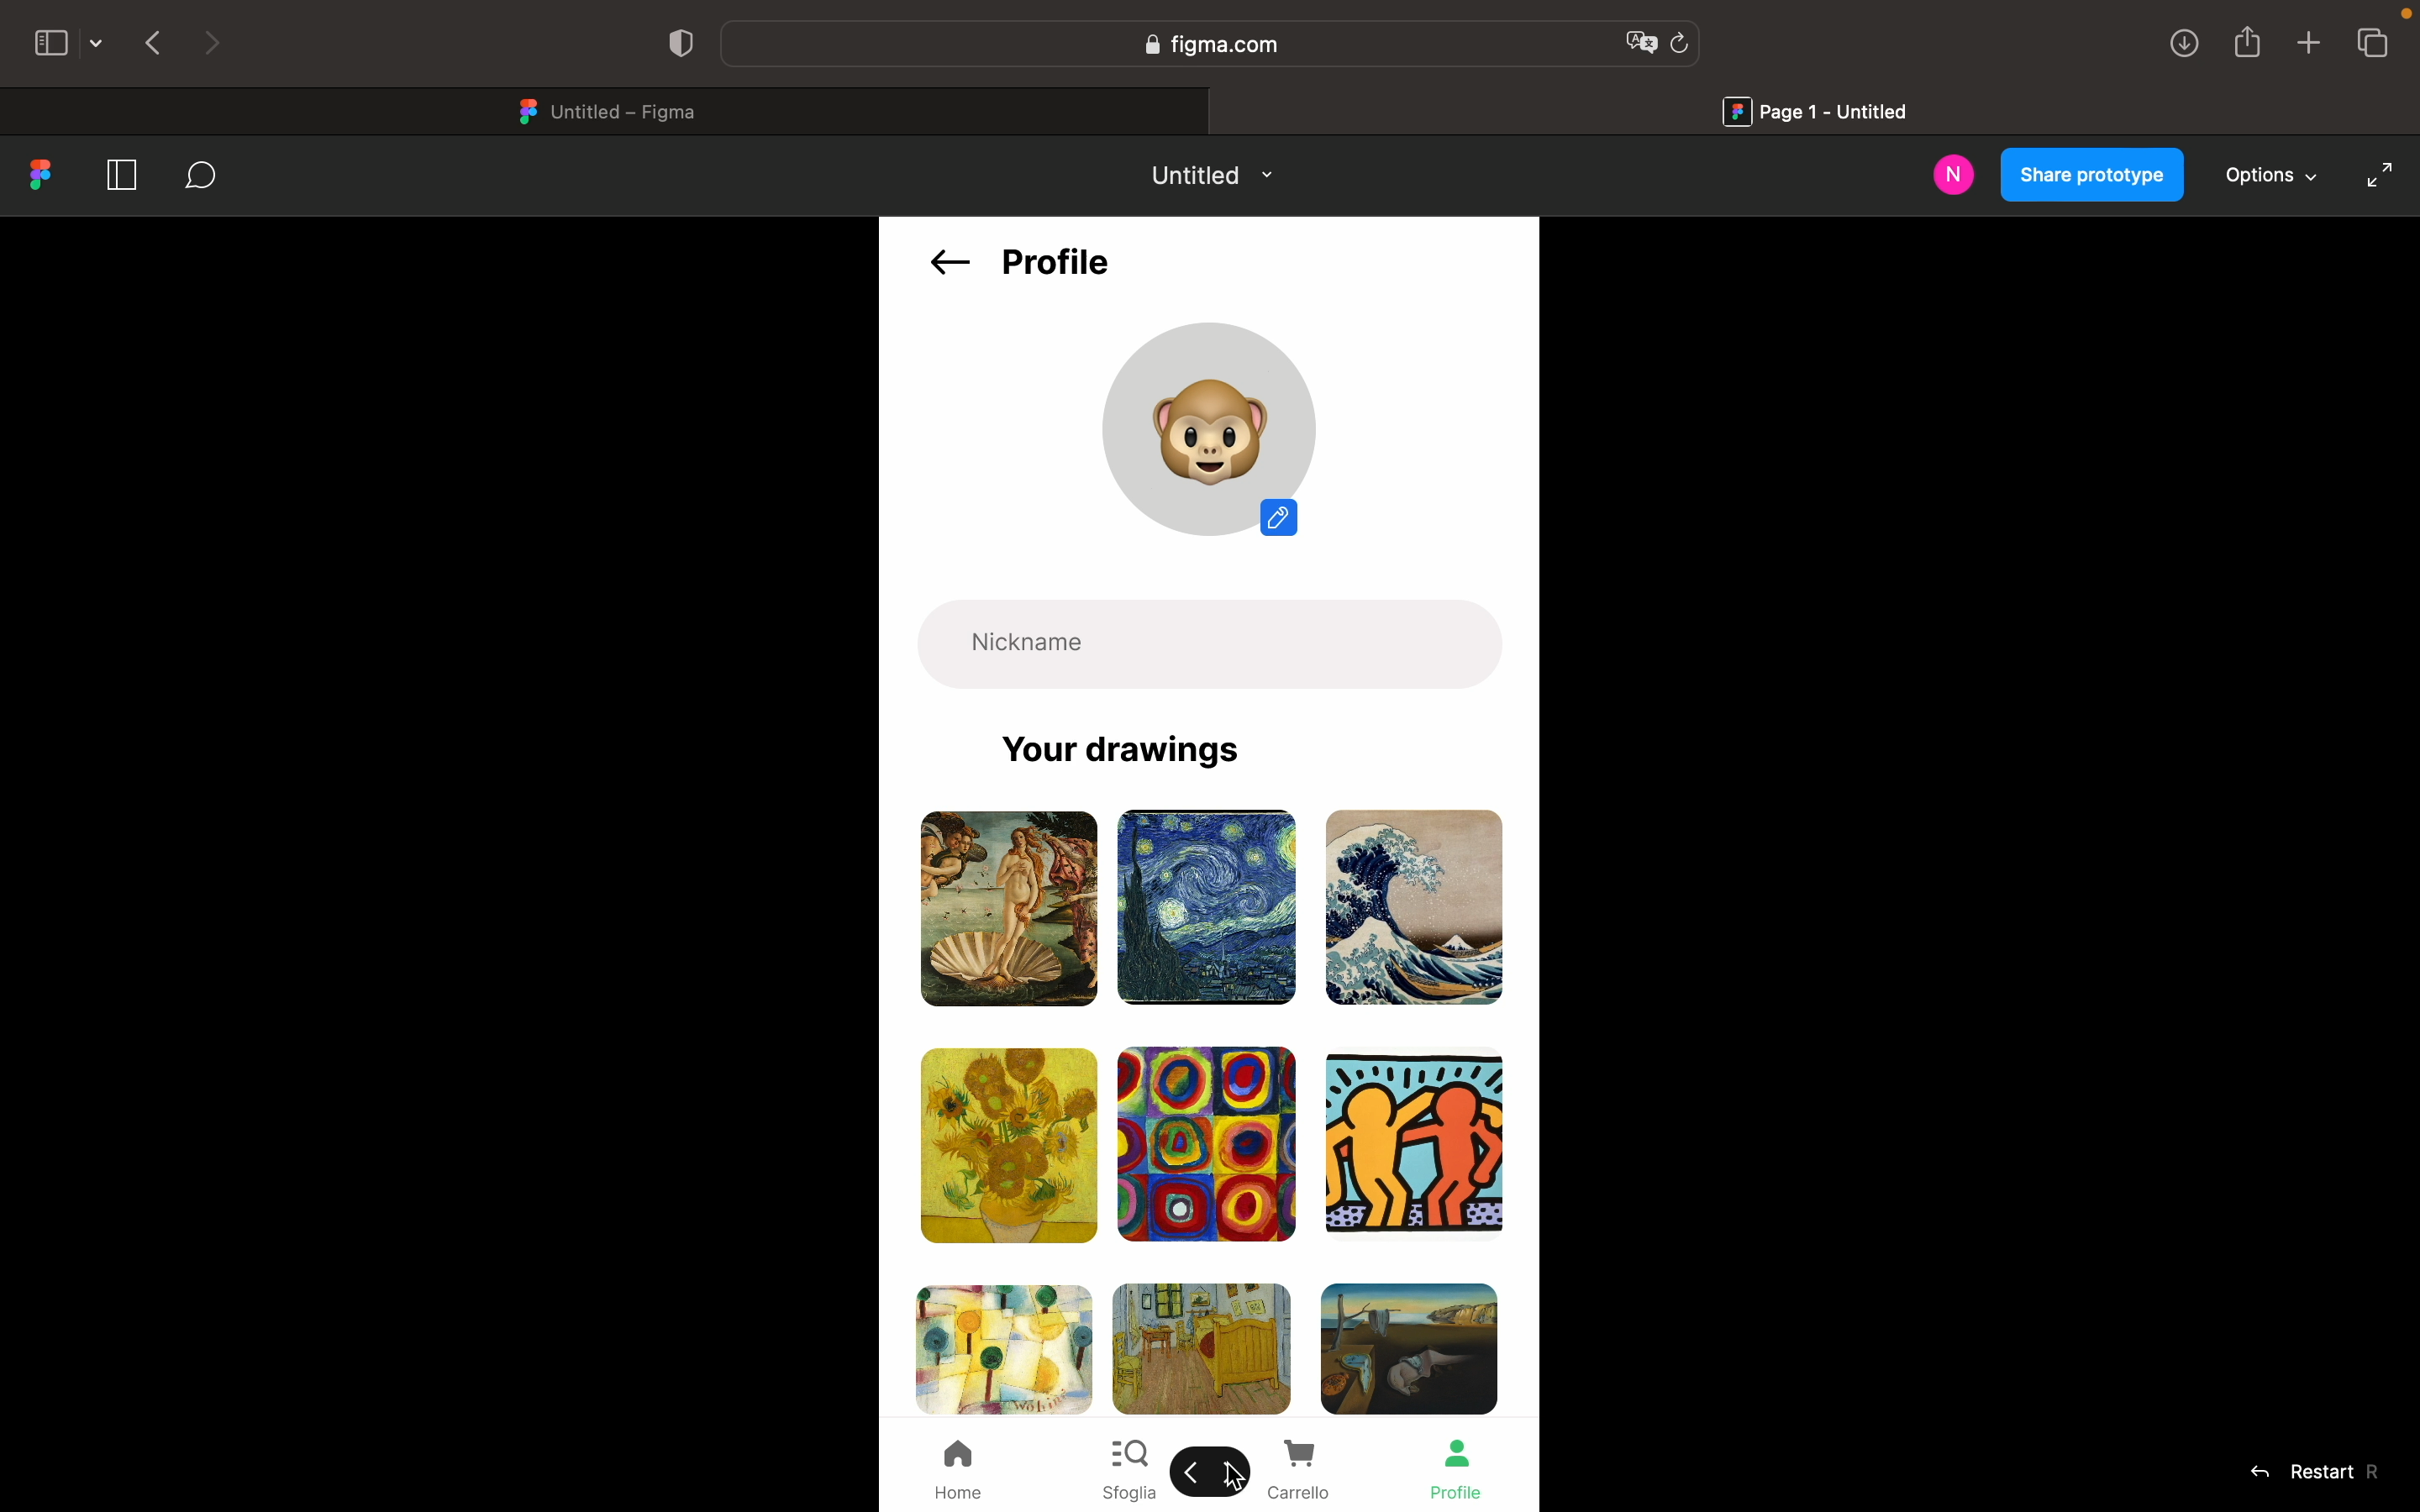 figma.com
Untitled – Figma
Page 1 - Untitled
Untitled
N
Share prototype
Options
Profile
Nickname
Your drawings
Home
Sfoglia
Carrello
Profile
Restart R